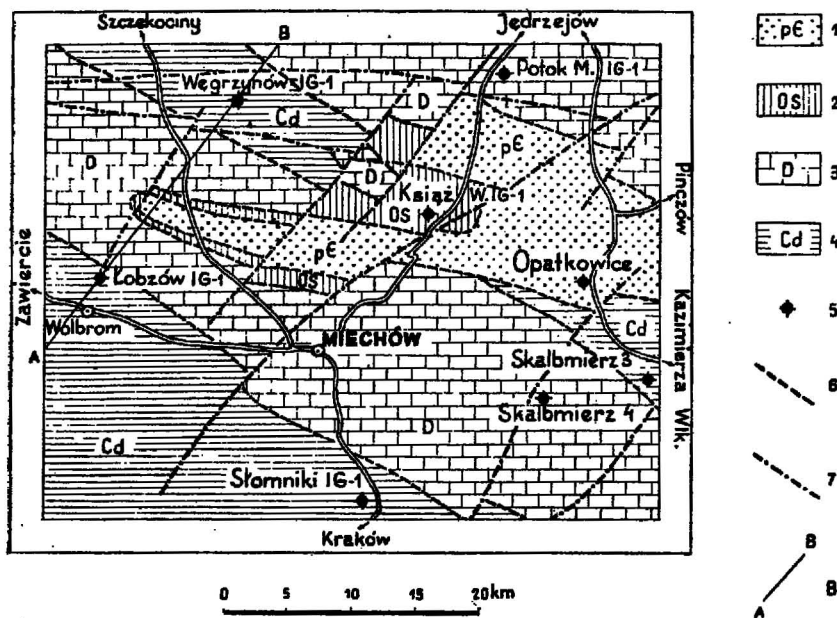 Szczekociny
B
Jędrzejów
Węgrzynów IG-1
Potok M. IG-1
D
Cd
pЄ
D
D
Książ W. IG-1
OS
Pińczów
pЄ
Opatkowice
OS
Łobzów IG-1
Zawiercie
Wolbrom
A
MIECHÓW
Cd
Kazimierza Wlk.
Skalbmierz 3
Skalbmierz 4
D
Cd
Słomniki IG-1
Kraków
0 5 10 15 20 km
pЄ 1
OS 2
D 3
Cd 4
5
6
7
B
A
8